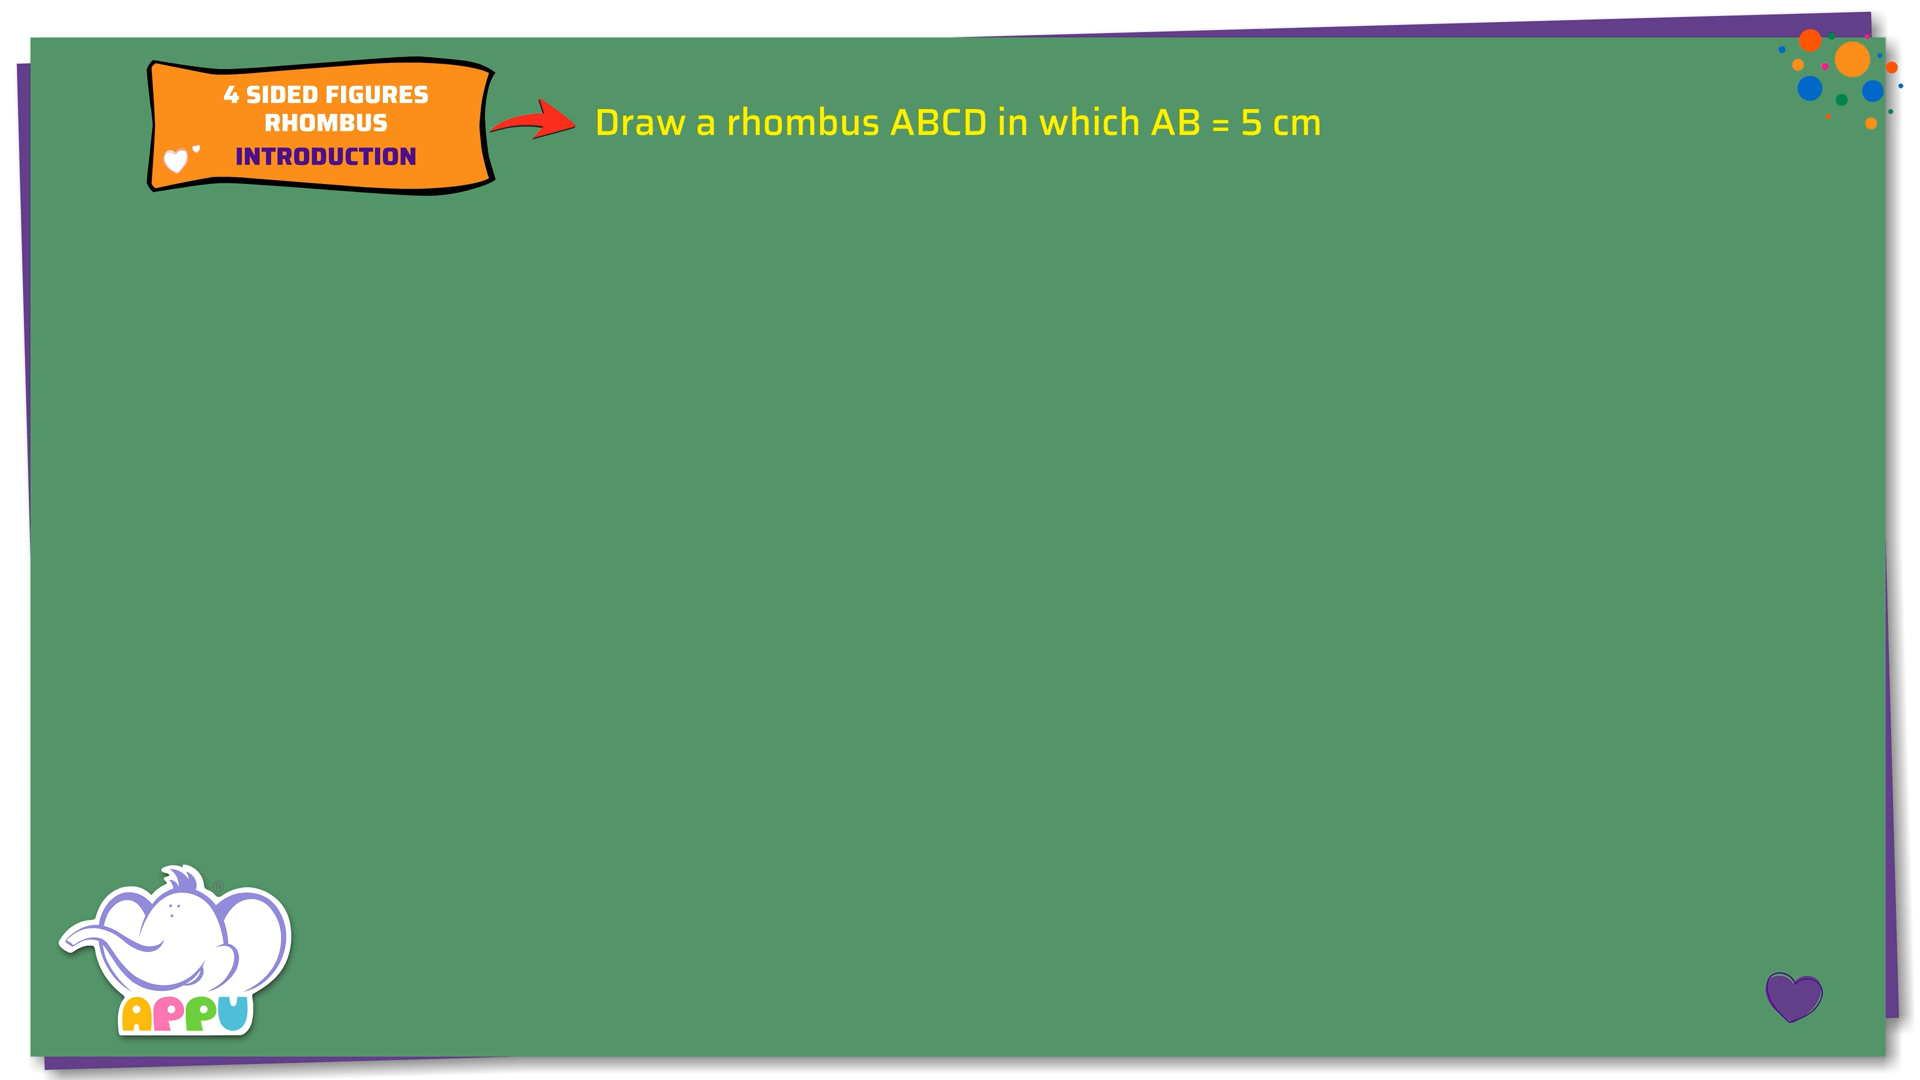 4 SIDED FIGURES
RHOMBUS
INTRODUCTION
Draw a rhombus ABCD in which AB = 5 cm
®
APPU